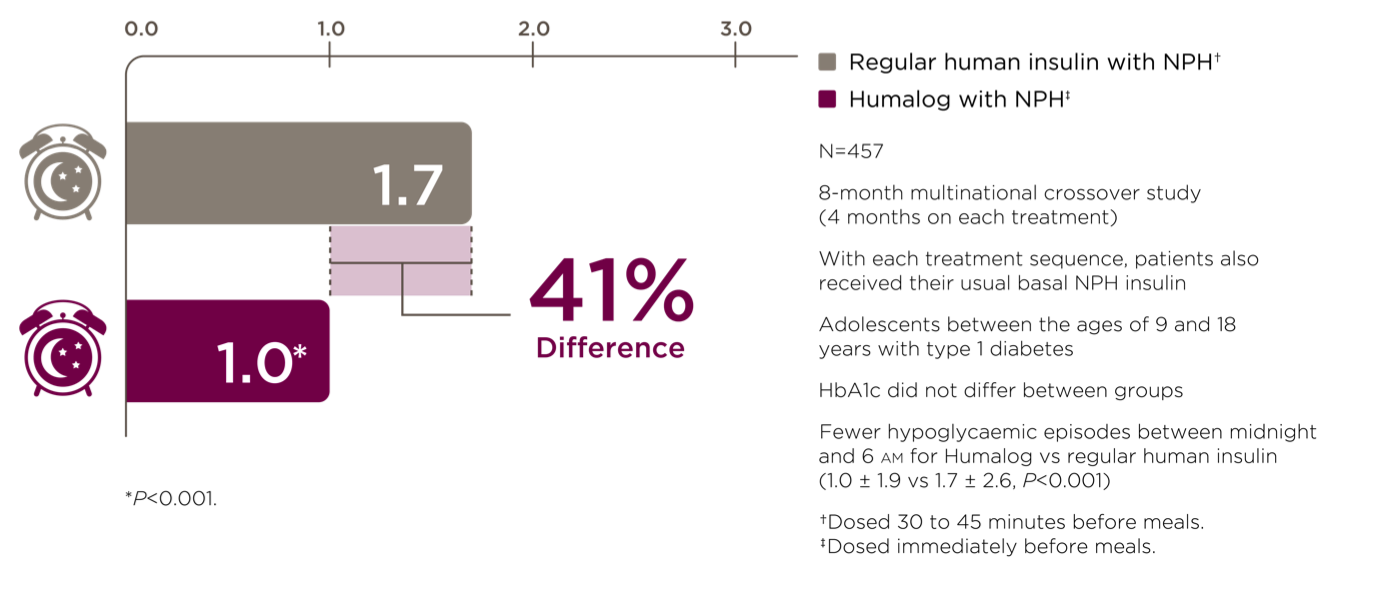 0.0 1.0 2.0 3.0
Regular human insulin with NPH†
Humalog with NPH‡
1.7
1.0*
41%
Difference
*P<0.001.
N=457
8-month multinational crossover study
(4 months on each treatment)
With each treatment sequence, patients also
received their usual basal NPH insulin
Adolescents between the ages of 9 and 18
years with type 1 diabetes
HbA1c did not differ between groups
Fewer hypoglycaemic episodes between midnight
and 6 AM for Humalog vs regular human insulin
(1.0 ± 1.9 vs 1.7 ± 2.6, P<0.001)
†Dosed 30 to 45 minutes before meals.
‡Dosed immediately before meals.